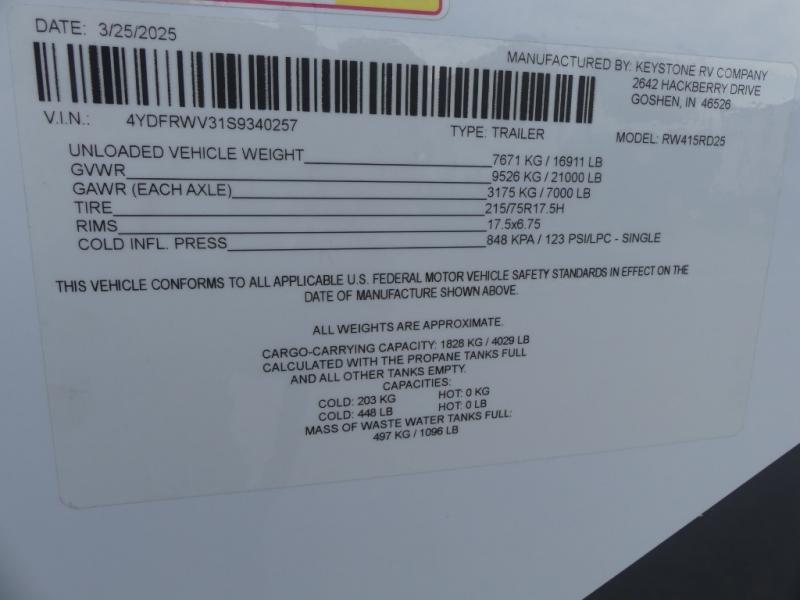 DATE: 3/25/2025
MANUFACTURED BY: KEYSTONE RV COMPANY
2642 HACKBERRY DRIVE
GOSHEN, IN 46526
V.I.N.: 4YDFRWV31S9340257
TYPE: TRAILER
MODEL: RW415RD25
UNLOADED VEHICLE WEIGHT 7671 KG / 16911 LB
GVWR 9526 KG / 21000 LB
GAWR (EACH AXLE) 3175 KG / 7000 LB
TIRE 215/75R17.5H
RIMS 17.5x6.75
COLD INFL. PRESS 848 KPA / 123 PSI/LPC - SINGLE
THIS VEHICLE CONFORMS TO ALL APPLICABLE U.S. FEDERAL MOTOR VEHICLE SAFETY STANDARDS IN EFFECT ON THE
DATE OF MANUFACTURE SHOWN ABOVE.
ALL WEIGHTS ARE APPROXIMATE.
CARGO-CARRYING CAPACITY: 1828 KG / 4029 LB
CALCULATED WITH THE PROPANE TANKS FULL
AND ALL OTHER TANKS EMPTY.
CAPACITIES:
COLD: 203 KG HOT: 0 KG
COLD: 448 LB HOT: 0 LB
MASS OF WASTE WATER TANKS FULL:
497 KG / 1096 LB